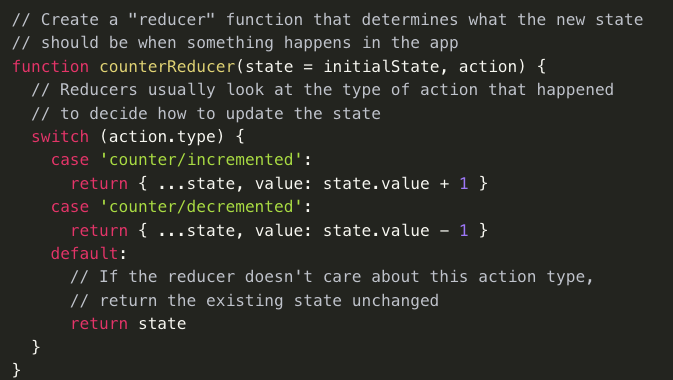 // Create a "reducer" function that determines what the new state
// should be when something happens in the app
function counterReducer(state = initialState, action) {
  // Reducers usually look at the type of action that happened
  // to decide how to update the state
  switch (action.type) {
    case 'counter/incremented':
      return { ...state, value: state.value + 1 }
    case 'counter/decremented':
      return { ...state, value: state.value - 1 }
    default:
      // If the reducer doesn't care about this action type,
      // return the existing state unchanged
      return state
  }
}